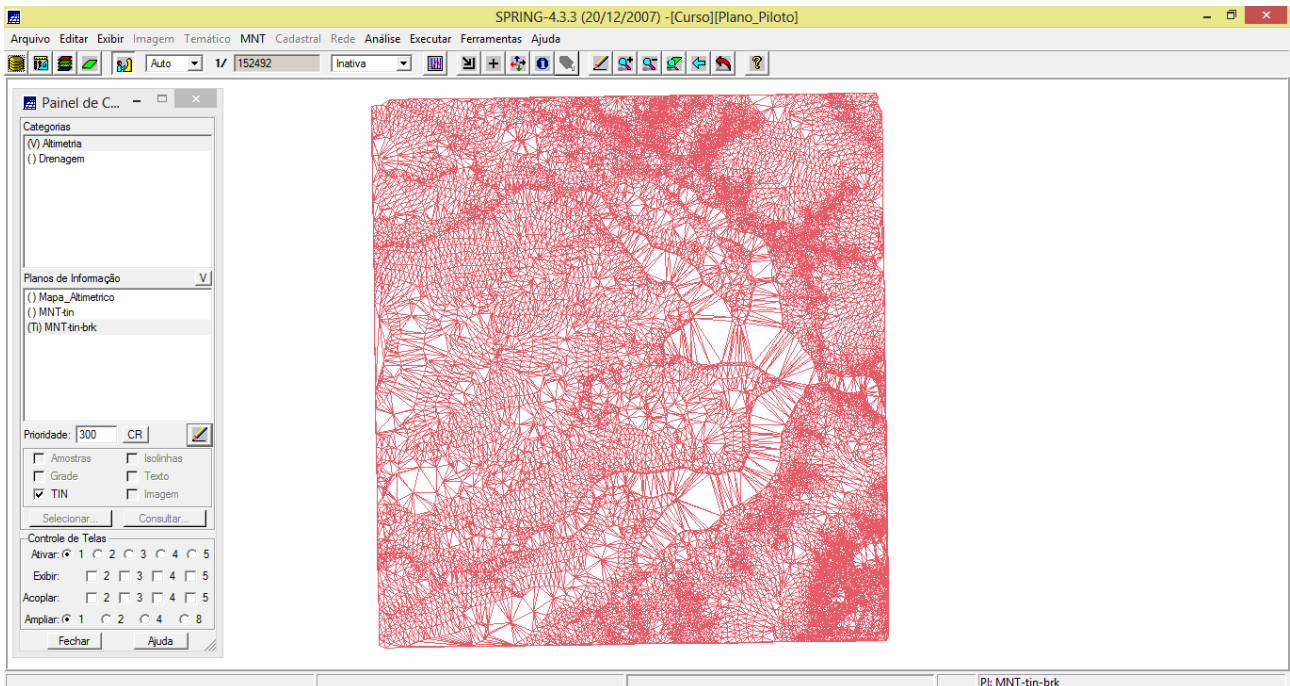 SPRING-4.3.3 (20/12/2007) -[Curso][Plano_Piloto]
Arquivo Editar Exibir Imagem Temático MNT Cadastral Rede Análise Executar Ferramentas Ajuda
Auto 1/ 152492 Inativa
Painel de C...
Categorias
(V) Altimetria
( ) Drenagem
Planos de Informação V
( ) Mapa_Altimetrico
( ) MNT-tin
(Ti) MNT-tin-brk
Prioridade: 300 CR
Amostras Isolinhas
Grade Texto
TIN Imagem
Selecionar... Consultar...
Controle de Telas
Ativar: 1 2 3 4 5
Exibir: 2 3 4 5
Acoplar: 2 3 4 5
Ampliar: 1 2 4 8
Fechar Ajuda
PI: MNT-tin-brk